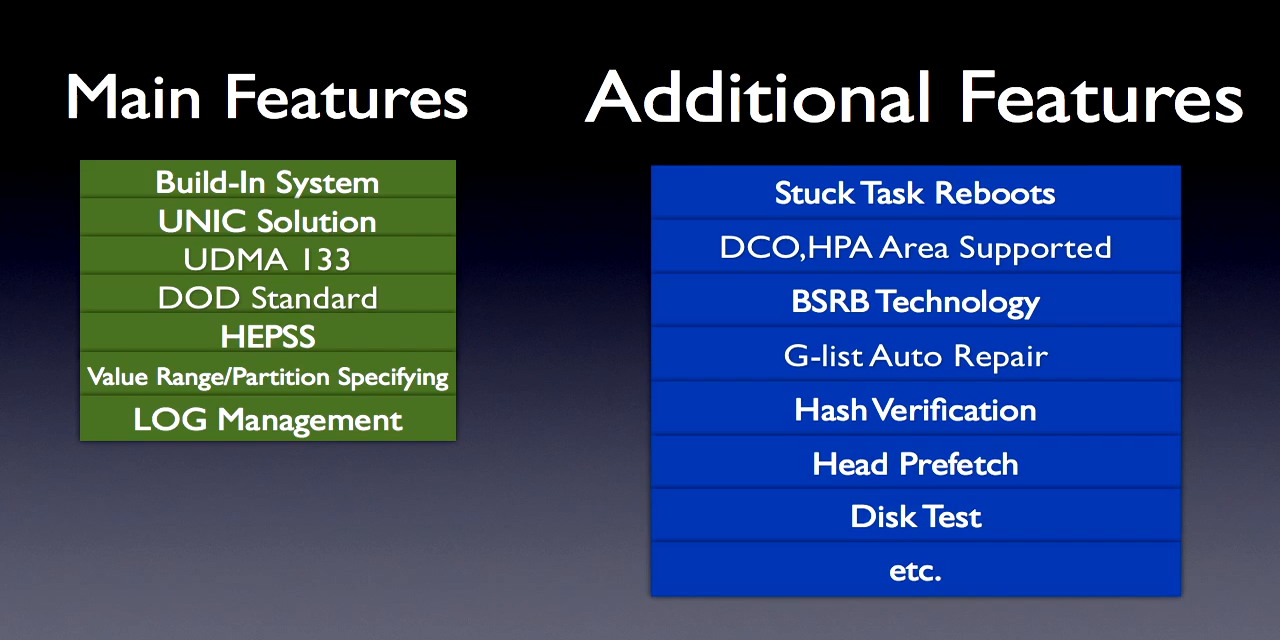 Main Features
Build-In System
UNIC Solution
UDMA 133
DOD Standard
HEPSS
Value Range/Partition Specifying
LOG Management
Additional Features
Stuck Task Reboots
DCO,HPA Area Supported
BSRB Technology
G-list Auto Repair
Hash Verification
Head Prefetch
Disk Test
etc.